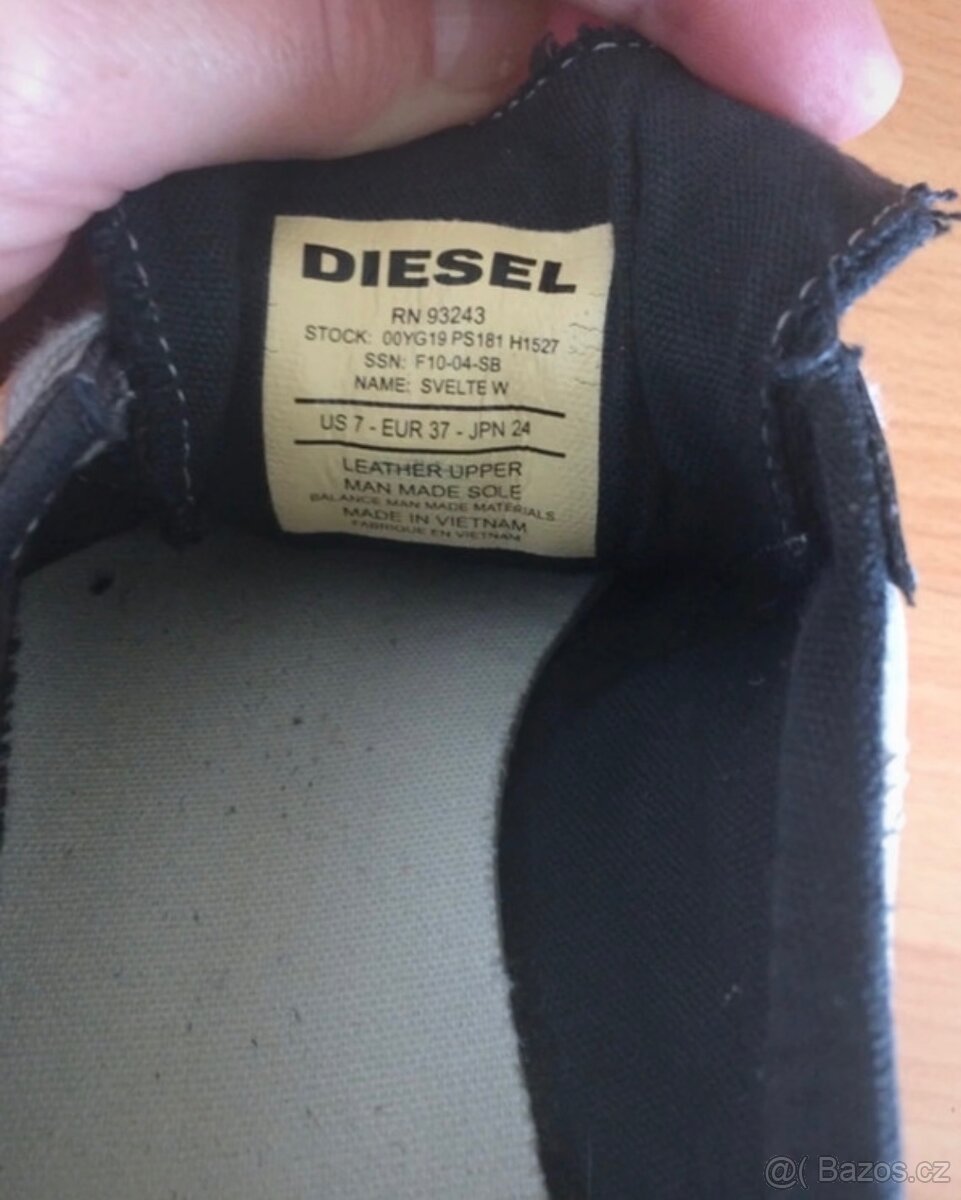 DIESEL
RN 93243
STOCK: 00YG19 PS181 H1527
SSN: F10-04-SB
NAME: SVELTE W
US 7 - EUR 37 - JPN 24
LEATHER UPPER
MAN MADE SOLE
BALANCE MAN MADE MATERIALS
MADE IN VIETNAM
FABRIQUE EN VIETNAM
@( Bazos.cz